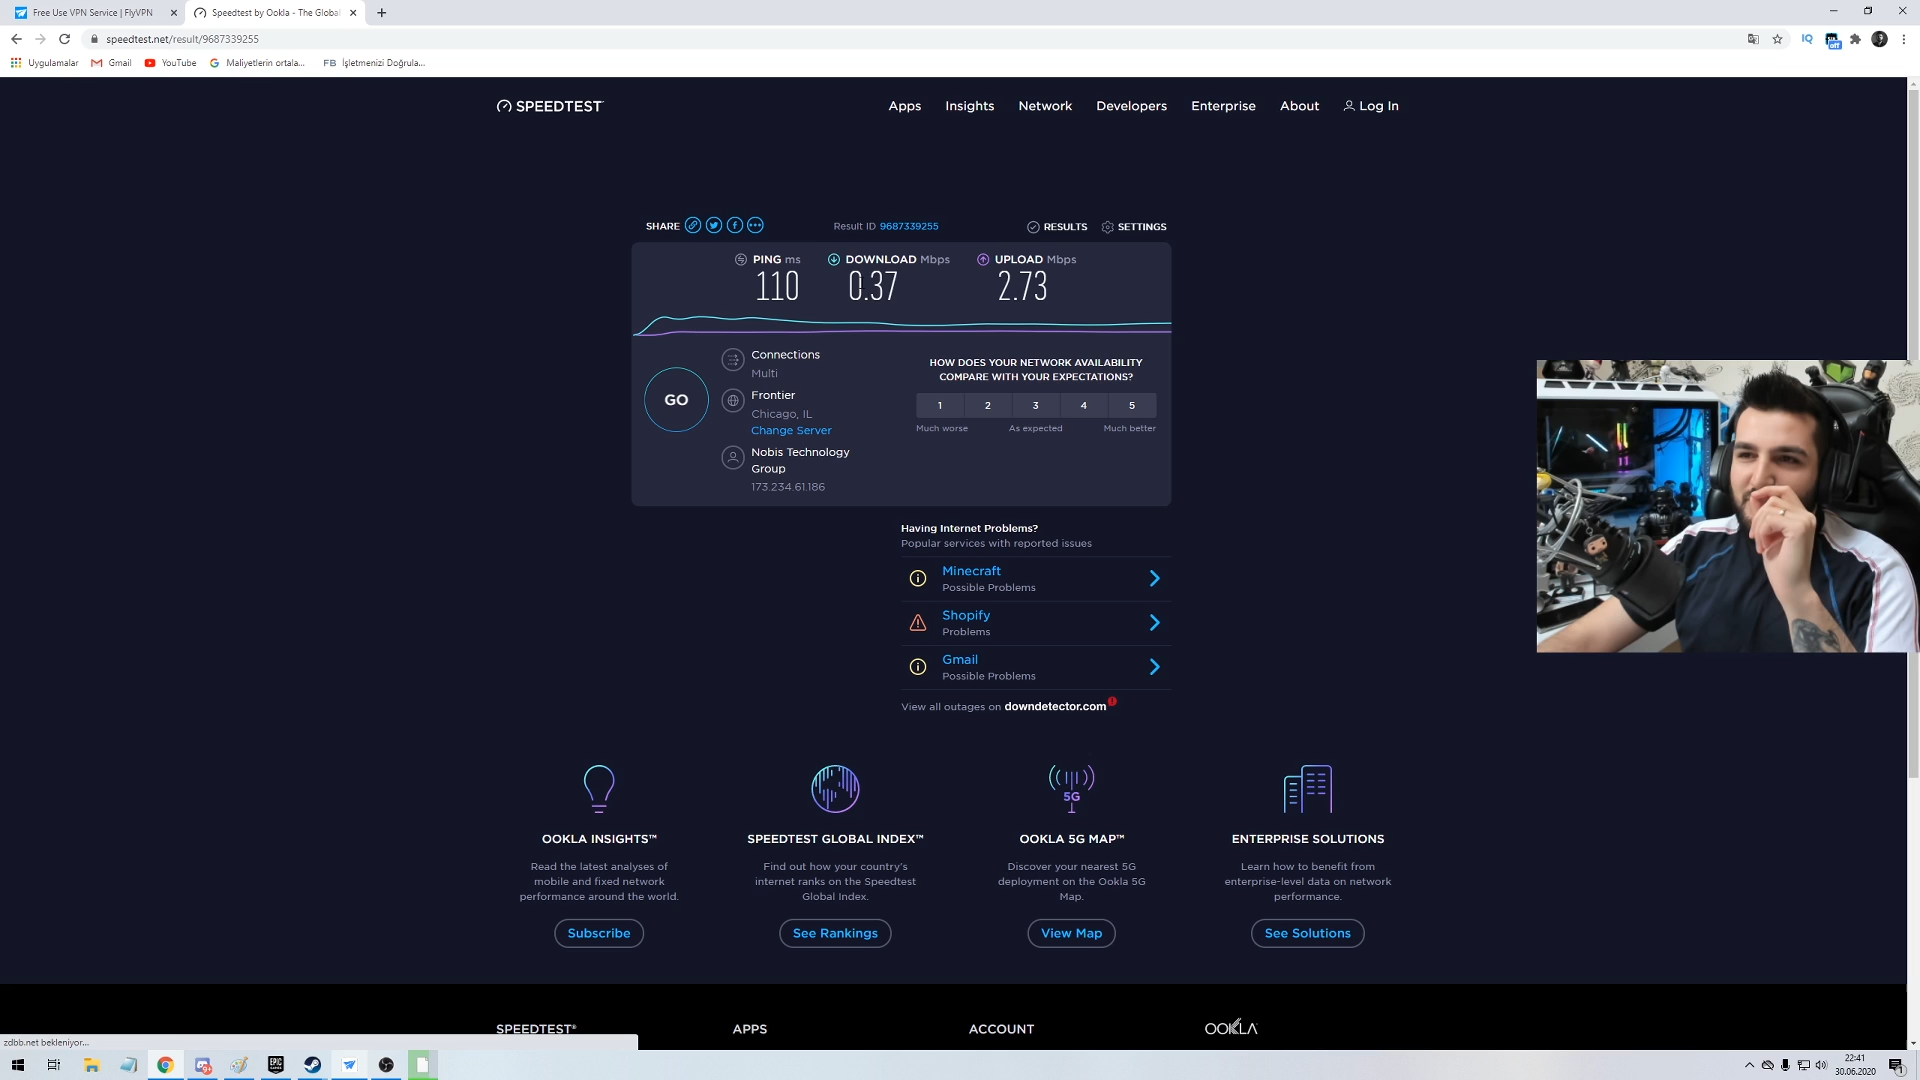 Free Use VPN Service | FlyVPN
Speedtest by Ookla - The Global
speedtest.net/result/9687339255
Uygulamalar
Gmail
YouTube
Maliyetlerin ortala...
FB İşletmenizi Doğrula...
SPEEDTEST
Apps
Insights
Network
Developers
Enterprise
About
Log In
SHARE
Result ID 9687339255
RESULTS
SETTINGS
PING ms
DOWNLOAD Mbps
UPLOAD Mbps
110
0.37
2.73
GO
Connections
Multi
Frontier
Chicago, IL
Change Server
Nobis Technology
Group
173.234.61.186
HOW DOES YOUR NETWORK AVAILABILITY
COMPARE WITH YOUR EXPECTATIONS?
1 2 3 4 5
Much worse As expected Much better
Having Internet Problems?
Popular services with reported issues
Minecraft
Possible Problems
Shopify
Problems
Gmail
Possible Problems
View all outages on downdetector.com
5G
OOKLA INSIGHTS™
Read the latest analyses of
mobile and fixed network
performance around the world.
Subscribe
SPEEDTEST GLOBAL INDEX™
Find out how your country's
internet ranks on the Speedtest
Global Index.
See Rankings
OOKLA 5G MAP™
Discover your nearest 5G
deployment on the Ookla 5G
Map.
View Map
ENTERPRISE SOLUTIONS
Learn how to benefit from
enterprise-level data on network
performance.
See Solutions
SPEEDTEST®
APPS
ACCOUNT
OOKLA
zdbb.net bekleniyor...
22:41
30.06.2020